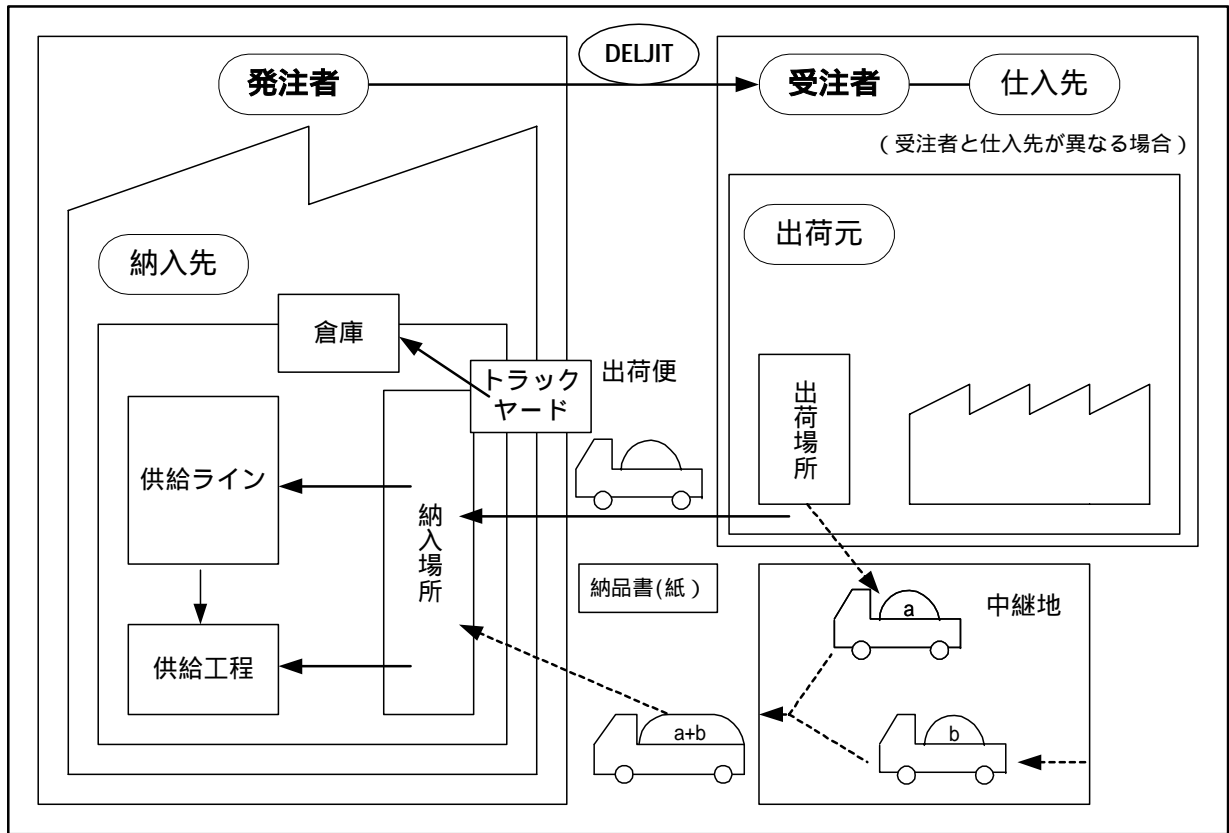 DELJIT
発注者
受注者
仕入先
(受注者と仕入先が異なる場合)
出荷元
納入先
倉庫
トラック
ヤード
出荷便
出荷場所
供給ライン
納入場所
納品書(紙)
中継地
a
供給工程
a+b
b